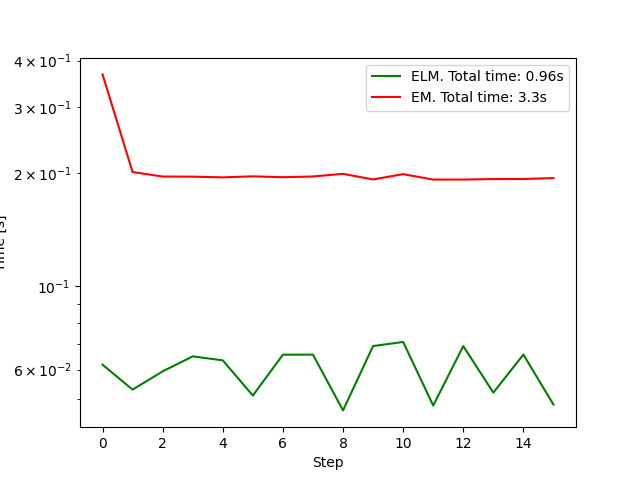 4 × 10⁻¹
3 × 10⁻¹
2 × 10⁻¹
10⁻¹
6 × 10⁻²
ELM. Total time: 0.96s
EM. Total time: 3.3s
0 2 4 6 8 10 12 14
Step